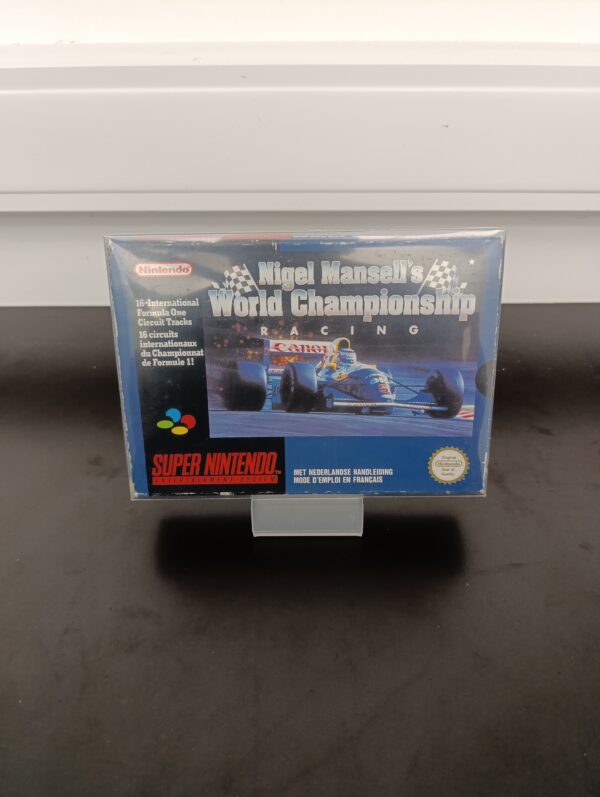 Nintendo
Nigel Mansell's
World Championship
RACING
16-International
Formula One
Circuit Tracks
16 circuits
internationaux
du Championnat
de Formule 1!
Canon
SUPER NINTENDO
ENTERTAINMENT SYSTEM
MET NEDERLANDSE HANDLEIDING
MODE D'EMPLOI EN FRANÇAIS
Original
Nintendo
Seal of
Quality